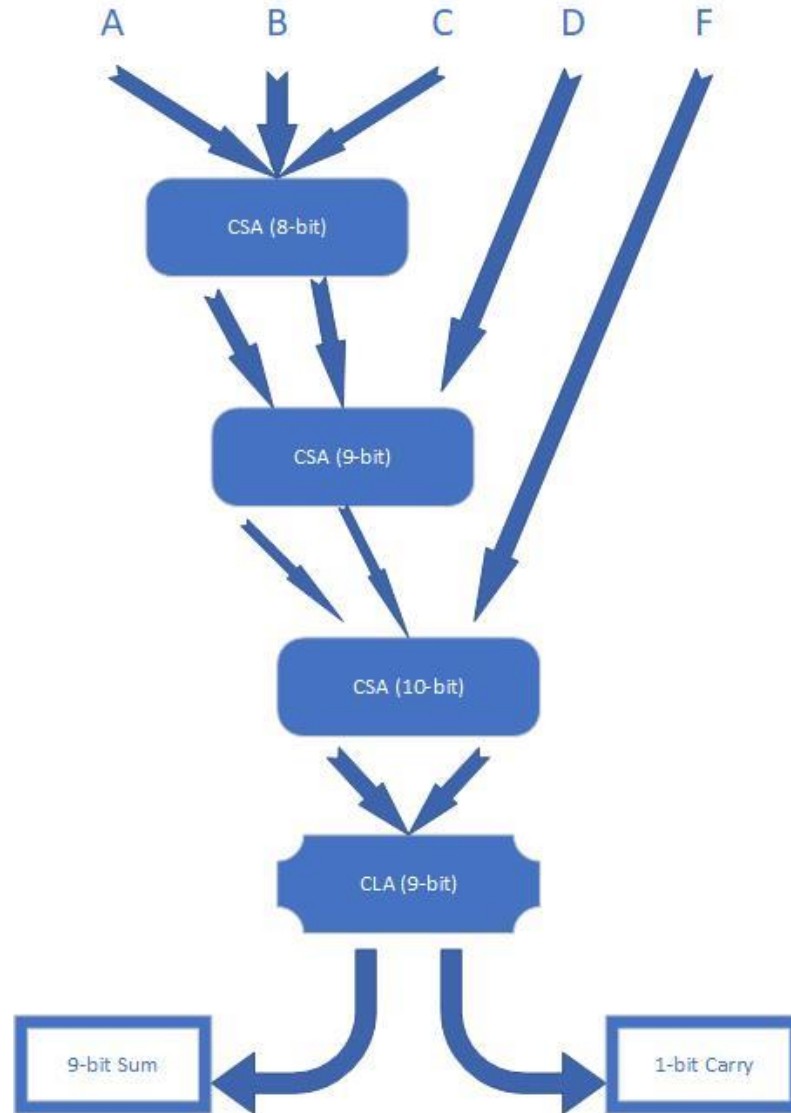 A B C D F
CSA (8-bit)
CSA (9-bit)
CSA (10-bit)
CLA (9-bit)
9-bit Sum
1-bit Carry